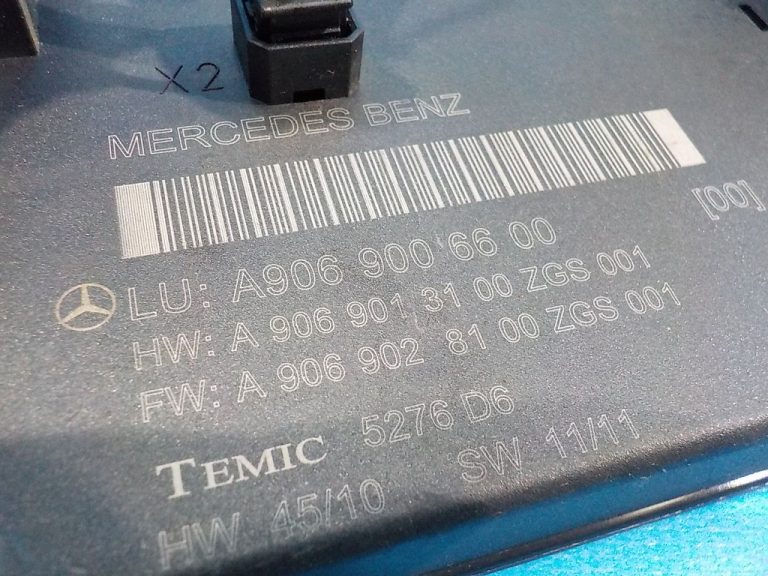 X2
MERCEDES BENZ
[00]
LU: A906 900 66 00
HW: A 906 901 31 00 ZGS 001
FW: A 906 902 81 00 ZGS 001
TEMIC 5276 D6
HW 45/10 SW 11/11